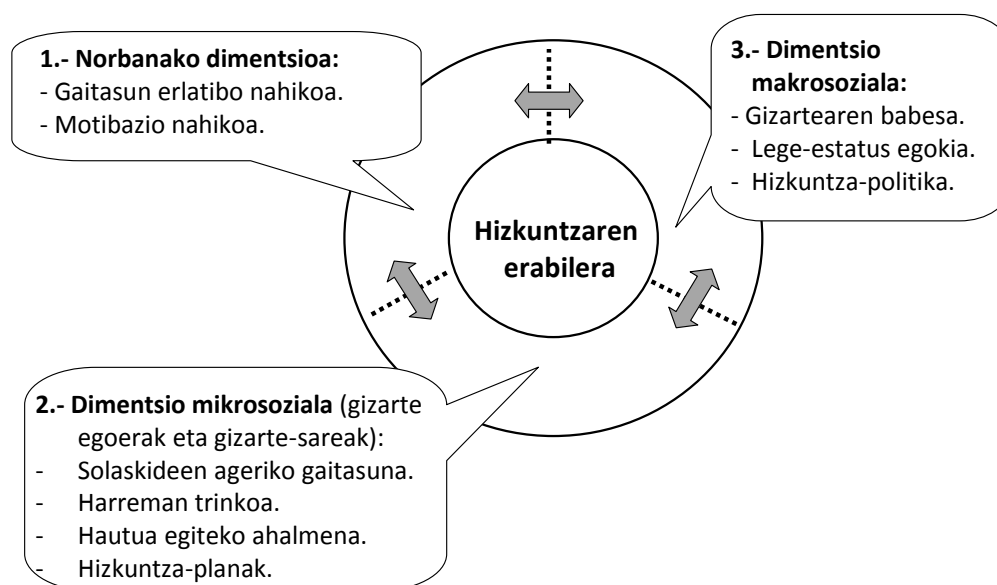 1.- Norbanako dimentsioa:
- Gaitasun erlatibo nahikoa.
- Motibazio nahikoa.
3.- Dimentsio
makrosoziala:
- Gizartearen babesa.
- Lege-estatus egokia.
- Hizkuntza-politika.
Hizkuntzaren
erabilera
2.- Dimentsio mikrosoziala (gizarte
egoerak eta gizarte-sareak):
- Solaskideen ageriko gaitasuna.
- Harreman trinkoa.
- Hautua egiteko ahalmena.
- Hizkuntza-planak.